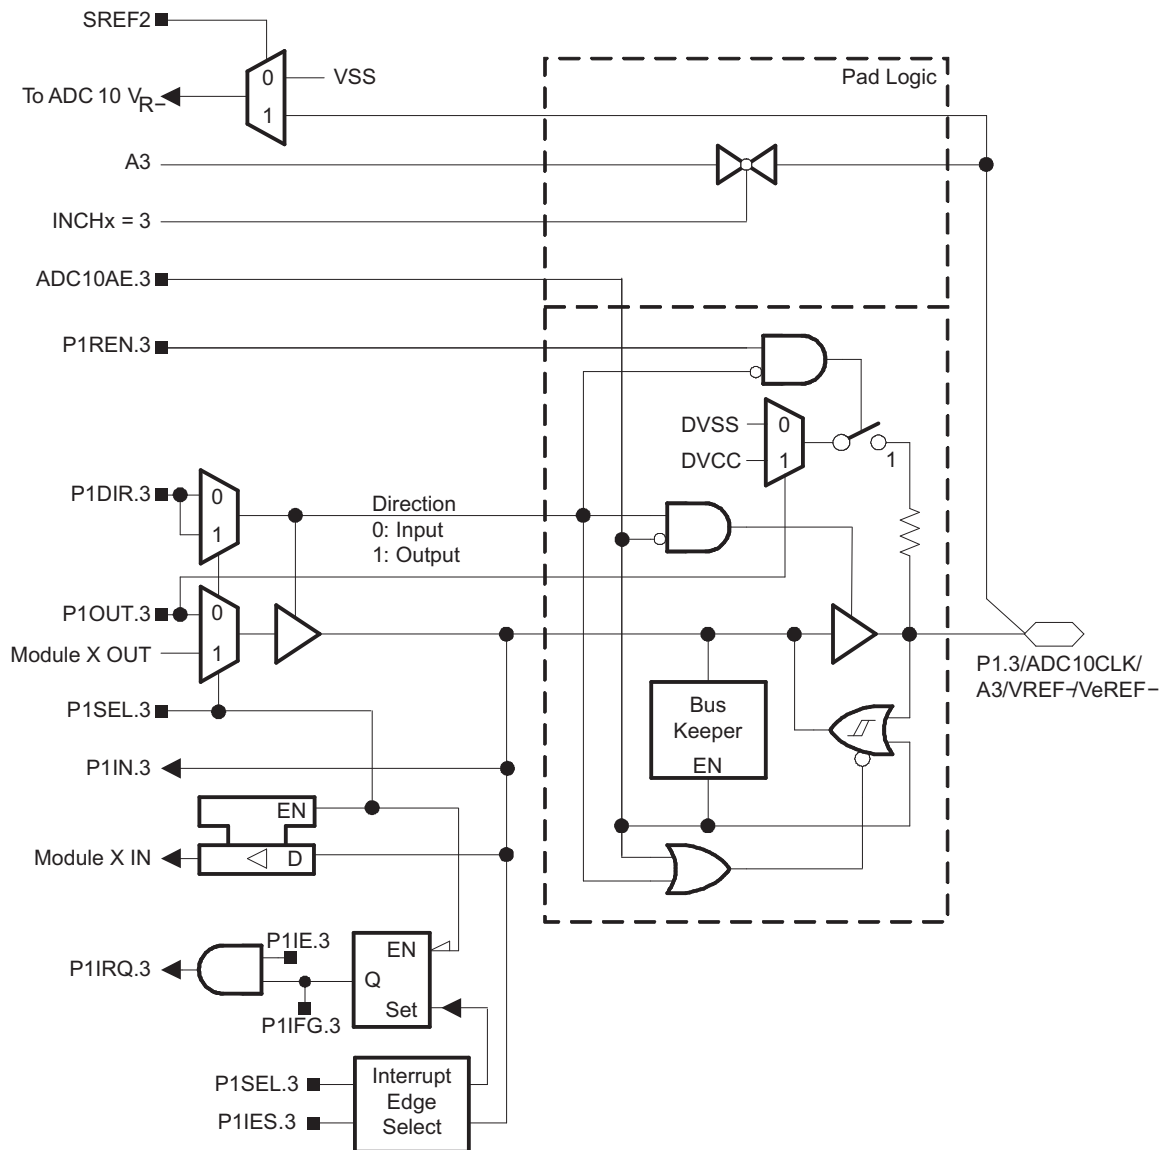 SREF2
0
VSS
Pad Logic
To ADC 10 VR−
1
A3
INCHx = 3
ADC10AE.3
P1REN.3
DVSS
0
DVCC
1
1
P1DIR.3
0
1
Direction
0: Input
1: Output
P1OUT.3
0
Module X OUT
1
P1.3/ADC10CLK/
A3/VREF−/VeREF−
P1SEL.3
Bus
Keeper
EN
P1IN.3
EN
Module X IN
D
P1IE.3
P1IRQ.3
EN
Q
Set
P1IFG.3
P1SEL.3
P1IES.3
Interrupt
Edge
Select